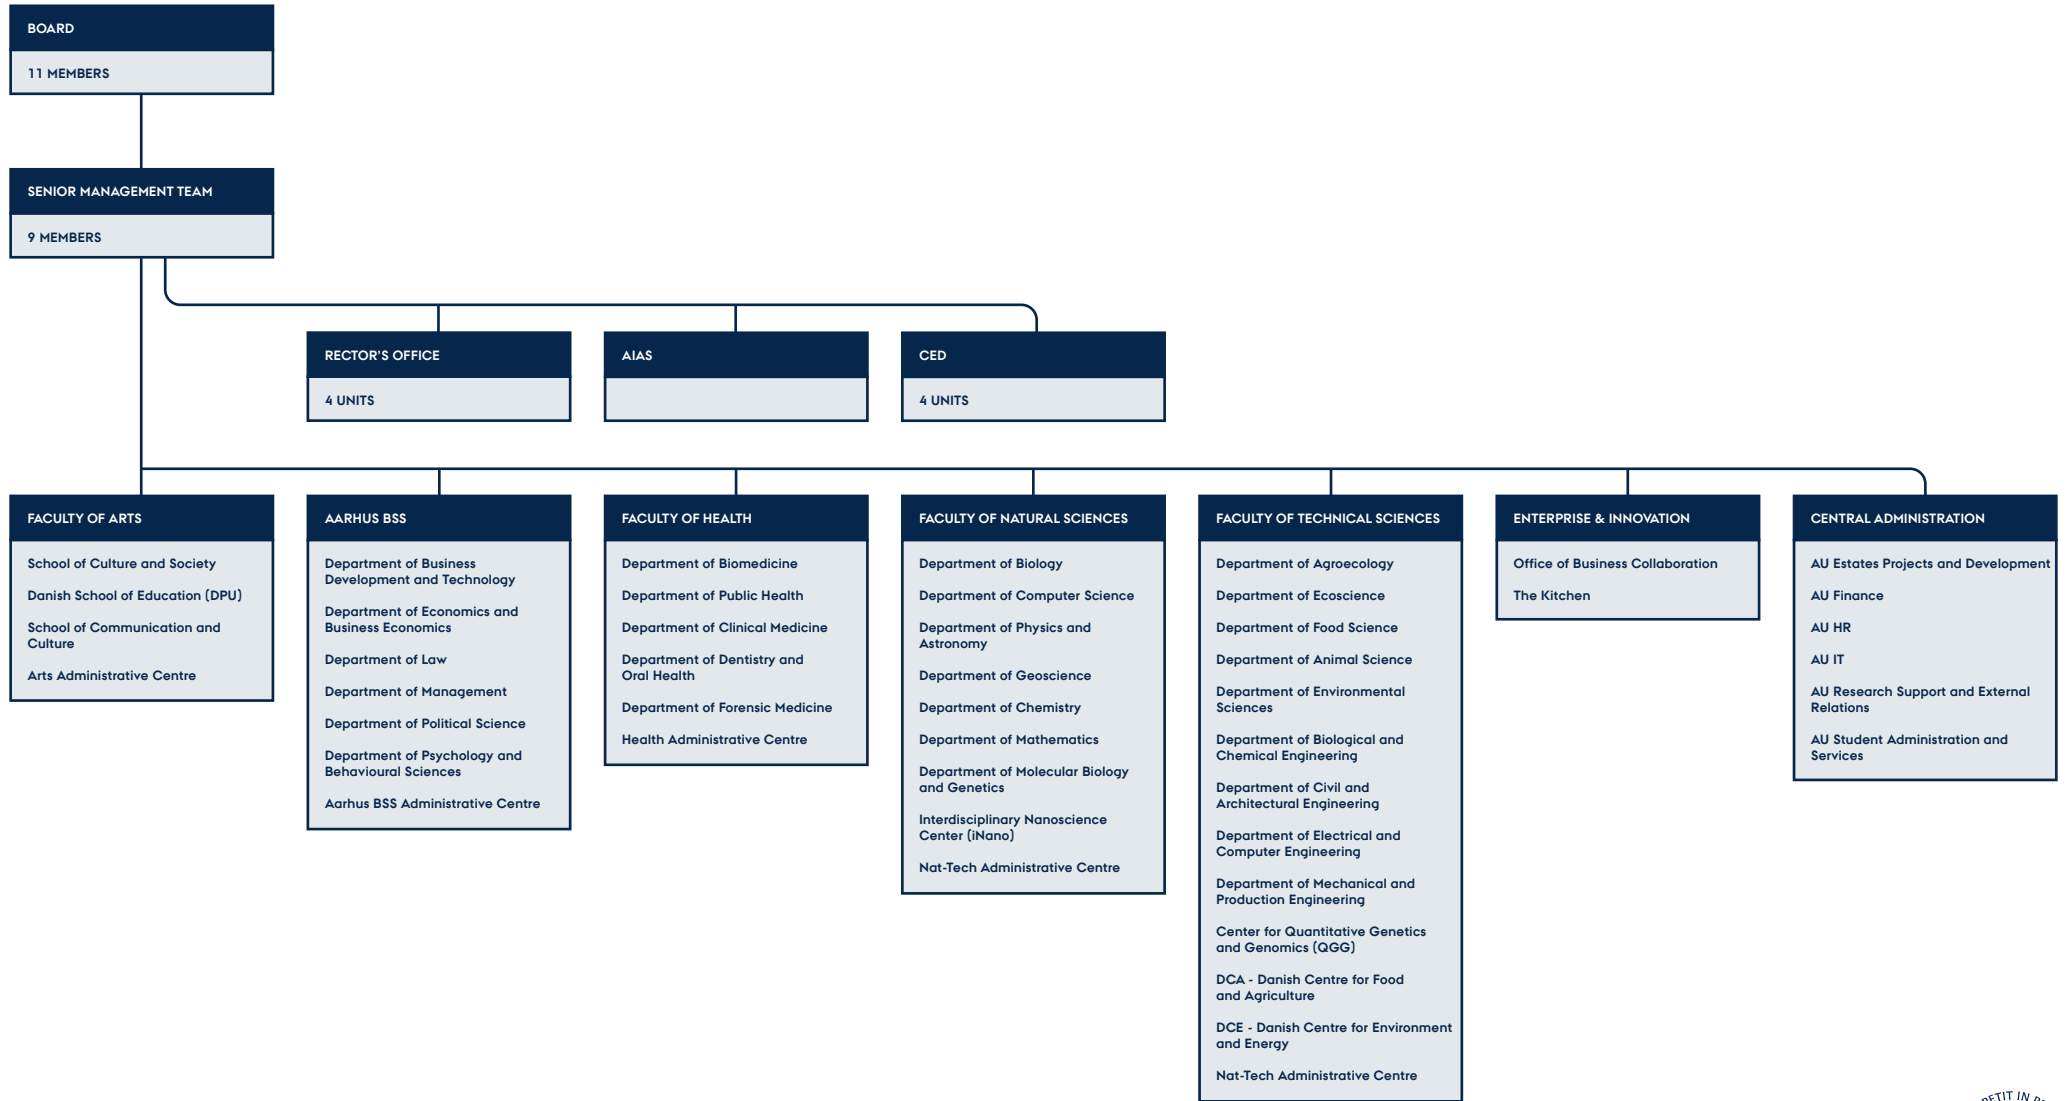 BOARD
11 MEMBERS
SENIOR MANAGEMENT TEAM
9 MEMBERS
RECTOR'S OFFICE
4 UNITS
AIAS
CED
4 UNITS
FACULTY OF ARTS
School of Culture and Society
Danish School of Education (DPU)
School of Communication and
Culture
Arts Administrative Centre
AARHUS BSS
Department of Business
Development and Technology
Department of Economics and
Business Economics
Department of Law
Department of Management
Department of Political Science
Department of Psychology and
Behavioural Sciences
Aarhus BSS Administrative Centre
FACULTY OF HEALTH
Department of Biomedicine
Department of Public Health
Department of Clinical Medicine
Department of Dentistry and
Oral Health
Department of Forensic Medicine
Health Administrative Centre
FACULTY OF NATURAL SCIENCES
Department of Biology
Department of Computer Science
Department of Physics and
Astronomy
Department of Geoscience
Department of Chemistry
Department of Mathematics
Department of Molecular Biology
and Genetics
Interdisciplinary Nanoscience
Center (iNano)
Nat-Tech Administrative Centre
FACULTY OF TECHNICAL SCIENCES
Department of Agroecology
Department of Ecoscience
Department of Food Science
Department of Animal Science
Department of Environmental
Sciences
Department of Biological and
Chemical Engineering
Department of Civil and
Architectural Engineering
Department of Electrical and
Computer Engineering
Department of Mechanical and
Production Engineering
Center for Quantitative Genetics
and Genomics (QGG)
DCA - Danish Centre for Food
and Agriculture
DCE - Danish Centre for Environment
and Energy
Nat-Tech Administrative Centre
ENTERPRISE & INNOVATION
Office of Business Collaboration
The Kitchen
CENTRAL ADMINISTRATION
AU Estates Projects and Development
AU Finance
AU HR
AU IT
AU Research Support and External
Relations
AU Student Administration and
Services
IN